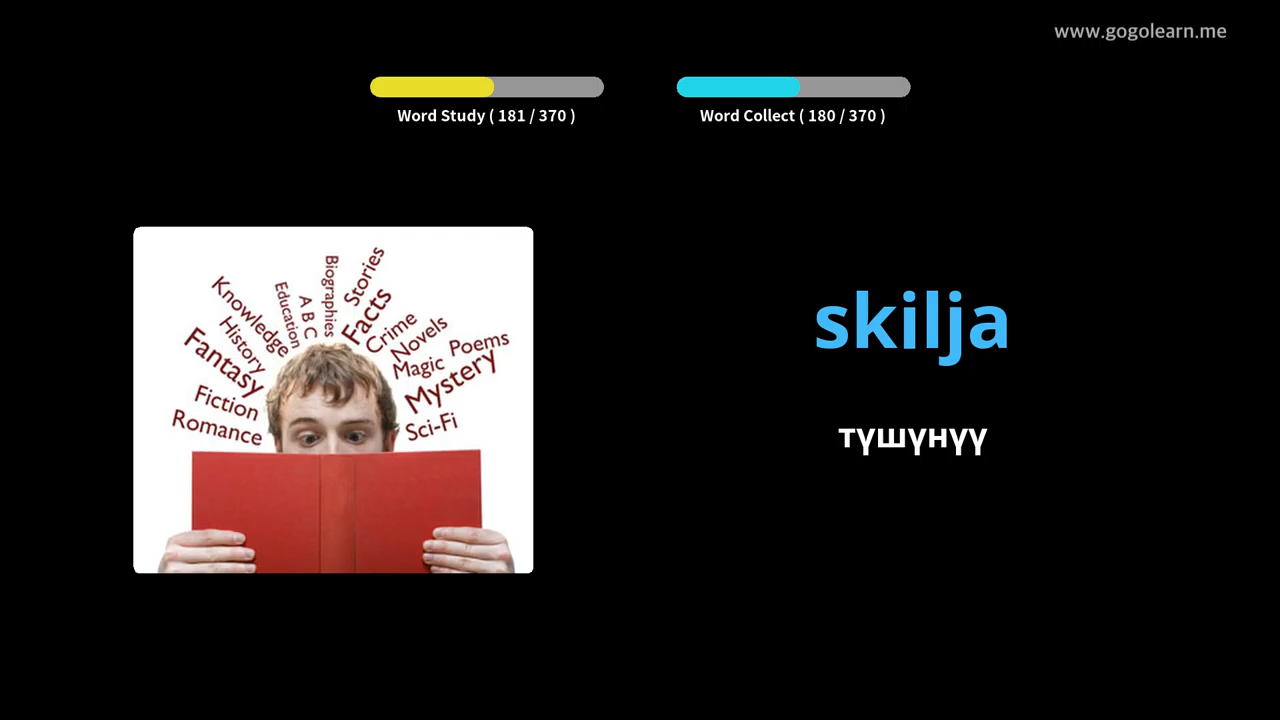 www.gogolearn.me
Word Study ( 181 / 370 )
Word Collect ( 180 / 370 )
Biographies
Stories
Education
A B C
Facts
Knowledge
Crime
History
Novels
Fantasy
Magic
Poems
Mystery
Fiction
Romance
Sci-Fi
skilja
түшүнүү